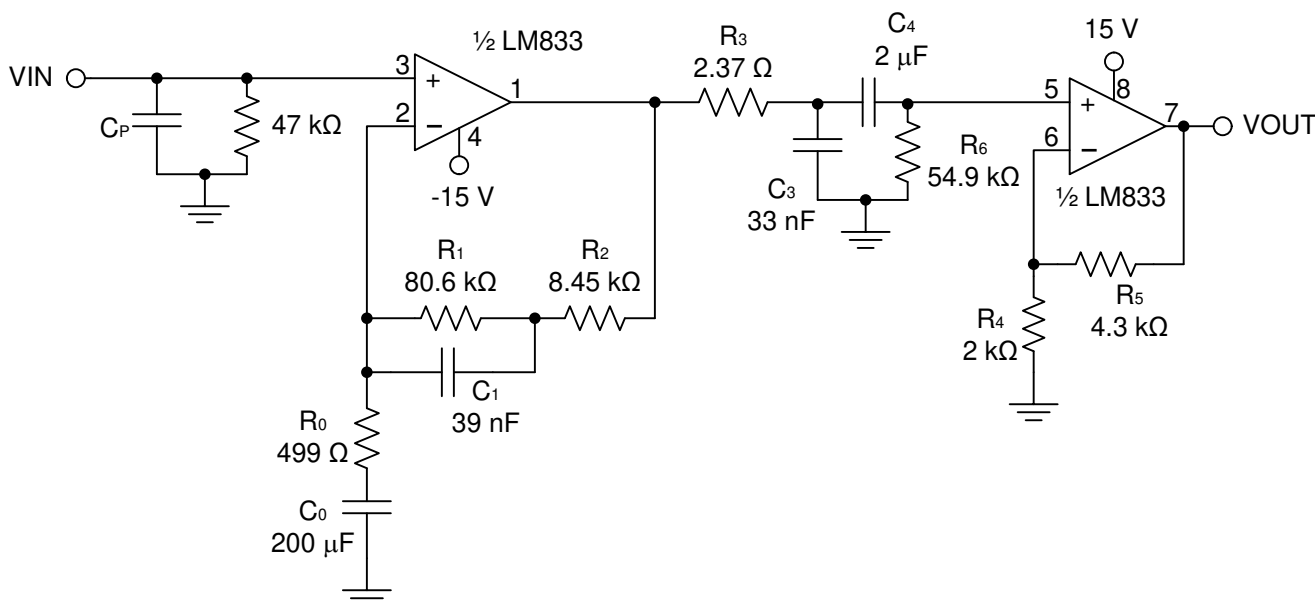 ½ LM833
VIN
3
+
2
−
1
4
-15 V
CP
47 kΩ
R3
2.37 Ω
C4
2 µF
C3
33 nF
R6
54.9 kΩ
15 V
8
5
+
6
−
7
VOUT
½ LM833
R1
80.6 kΩ
R2
8.45 kΩ
C1
39 nF
R0
499 Ω
C0
200 µF
R4
2 kΩ
R5
4.3 kΩ